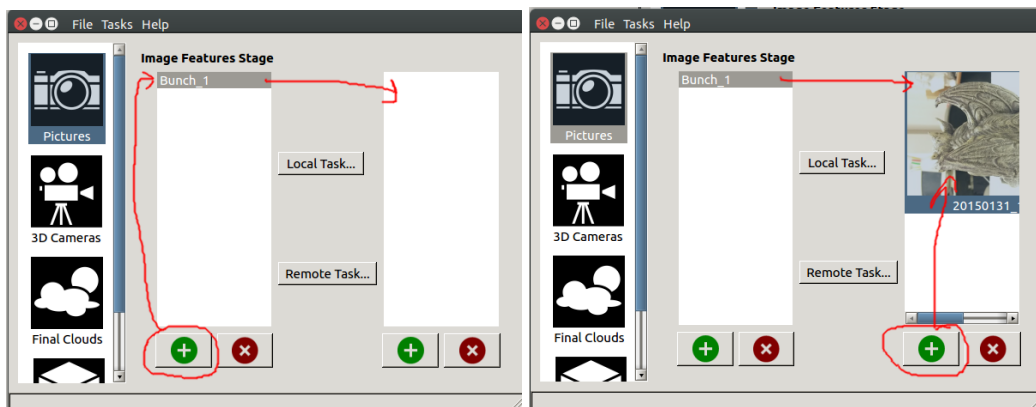 File Tasks Help
Image Features Stage
Bunch_1
Pictures
Local Task...
3D Cameras
Remote Task...
Final Clouds
File Tasks Help
Image Features Stage
Bunch_1
Pictures
Local Task...
20150131_1
3D Cameras
Remote Task...
Final Clouds